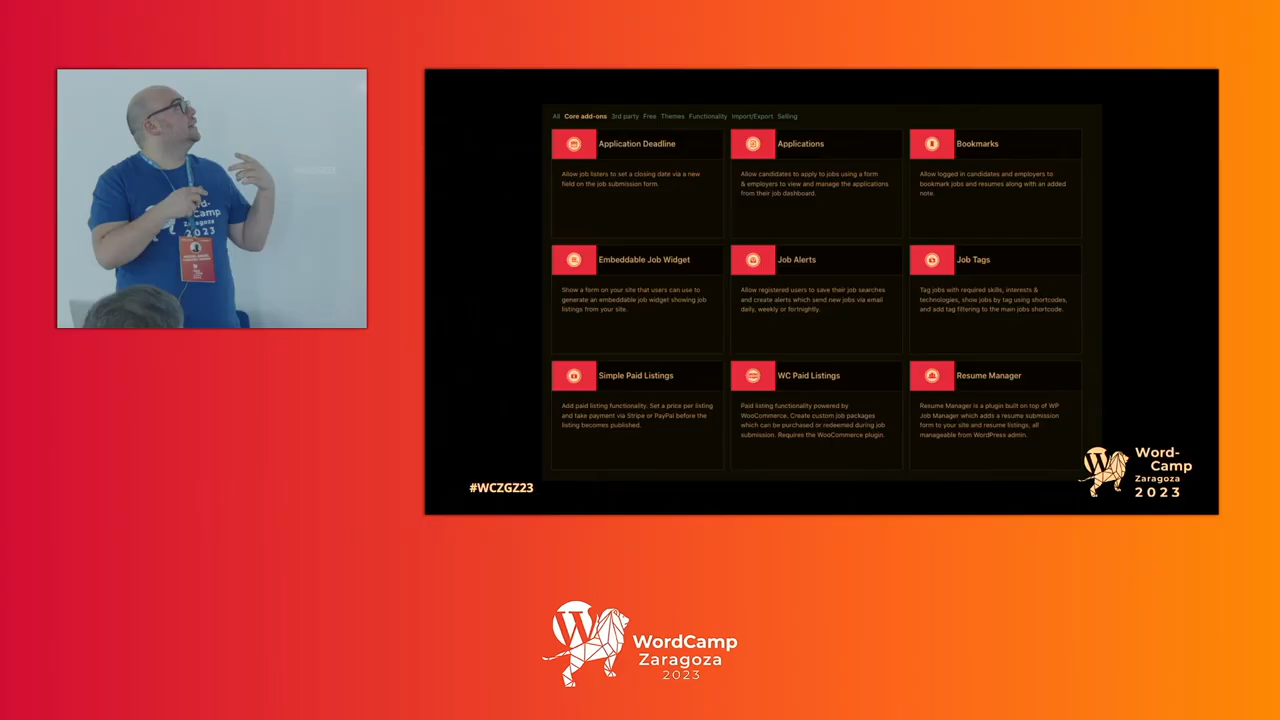 Word-
Camp
Zaragoza
2023
All Core add-ons 3rd party Free Themes Functionality Import/Export Selling
Application Deadline
Allow job listers to set a closing date via a new
field on the job submission form.
Applications
Allow candidates to apply to jobs using a form
& employers to view and manage the applications
from their job dashboard.
Bookmarks
Allow logged in candidates and employers to
bookmark jobs and resumes along with an added
note.
Embeddable Job Widget
Show a form on your site that users can use to
generate an embeddable job widget showing job
listings from your site.
Job Alerts
Allow registered users to save their job searches
and create alerts which send new jobs via email
daily, weekly or fortnightly.
Job Tags
Tag jobs with required skills, interests &
technologies, show jobs by tag using shortcodes,
and add tag filtering to the main jobs shortcode.
Simple Paid Listings
Add paid listing functionality. Set a price per listing
and take payment via Stripe or PayPal before the
listing becomes published.
WC Paid Listings
Paid listing functionality powered by
WooCommerce. Create custom job packages
which can be purchased or redeemed during job
submission. Requires the WooCommerce plugin.
Resume Manager
Resume Manager is a plugin built on top of WP
Job Manager which adds a resume submission
form to your site and resume listings, all
manageable from WordPress admin.
#WCZGZ23
Word-
Camp
Zaragoza
2023
WordCamp
Zaragoza
2023